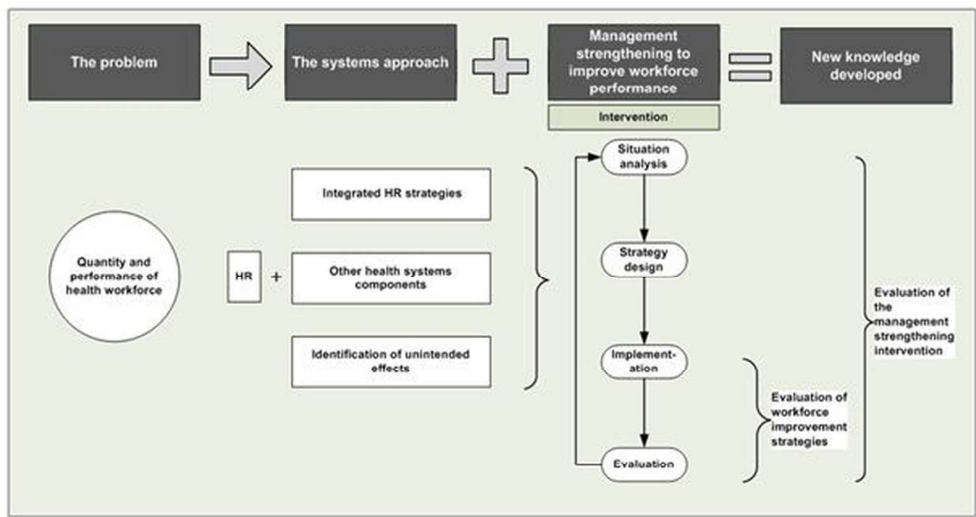 The problem
The systems approach
Management
strengthening to
improve workforce
performance
New knowledge
developed
Intervention
Situation
analysis
Integrated HR strategies
Quantity and
performance of
health workforce
HR
+
Other health systems
components
Strategy
design
Identification of unintended
effects
Implement-
ation
Evaluation
Evaluation of
workforce
improvement
strategies
Evaluation of
the
management
strengthening
intervention